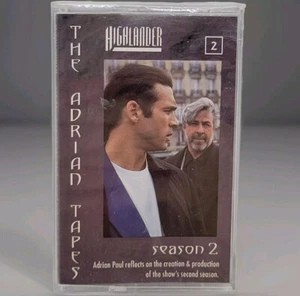 THE ADRIAN TAPES
HIGHLANDER
2
season 2
Adrian Paul reflects on the creation & production
of the show's second season.